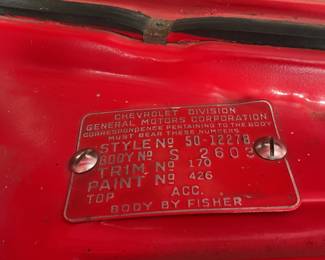 CHEVROLET DIVISION
GENERAL MOTORS CORPORATION
CORRESPONDENCE PERTAINING TO THE BODY
MUST BEAR THESE NUMBERS
STYLE Nº 50-1227B
BODY Nº S 2603
TRIM Nº 170
PAINT Nº 426
TOP ACC.
BODY BY FISHER